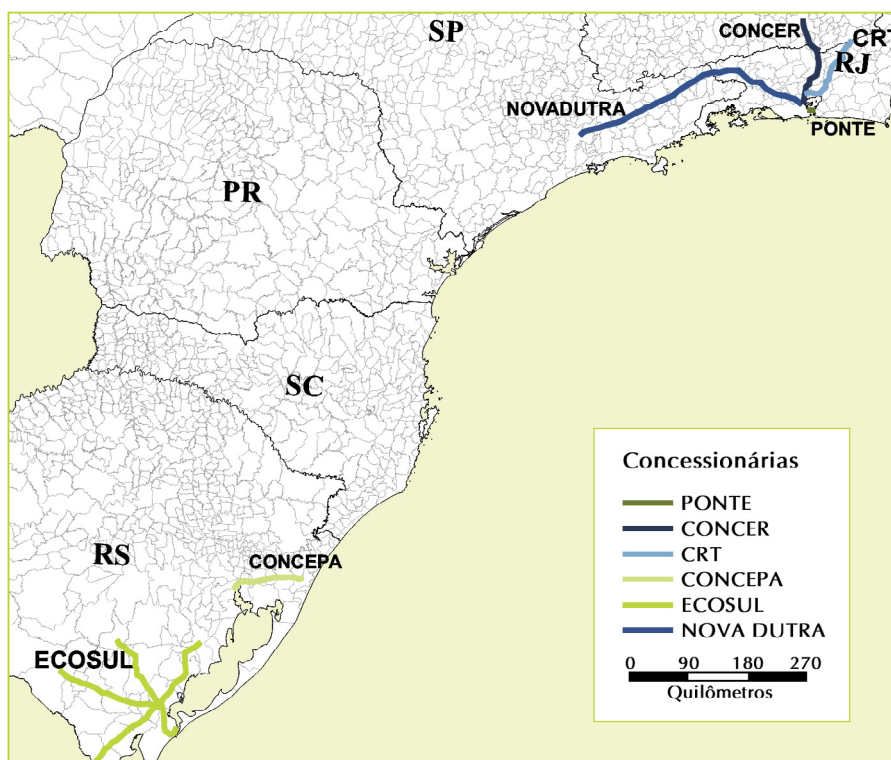 SP
CONCER
CRT
RJ
NOVADUTRA
PONTE
PR
SC
RS
CONCEPA
ECOSUL
Concessionárias
PONTE
CONCER
CRT
CONCEPA
ECOSUL
NOVA DUTRA
0 90 180 270
Quilômetros